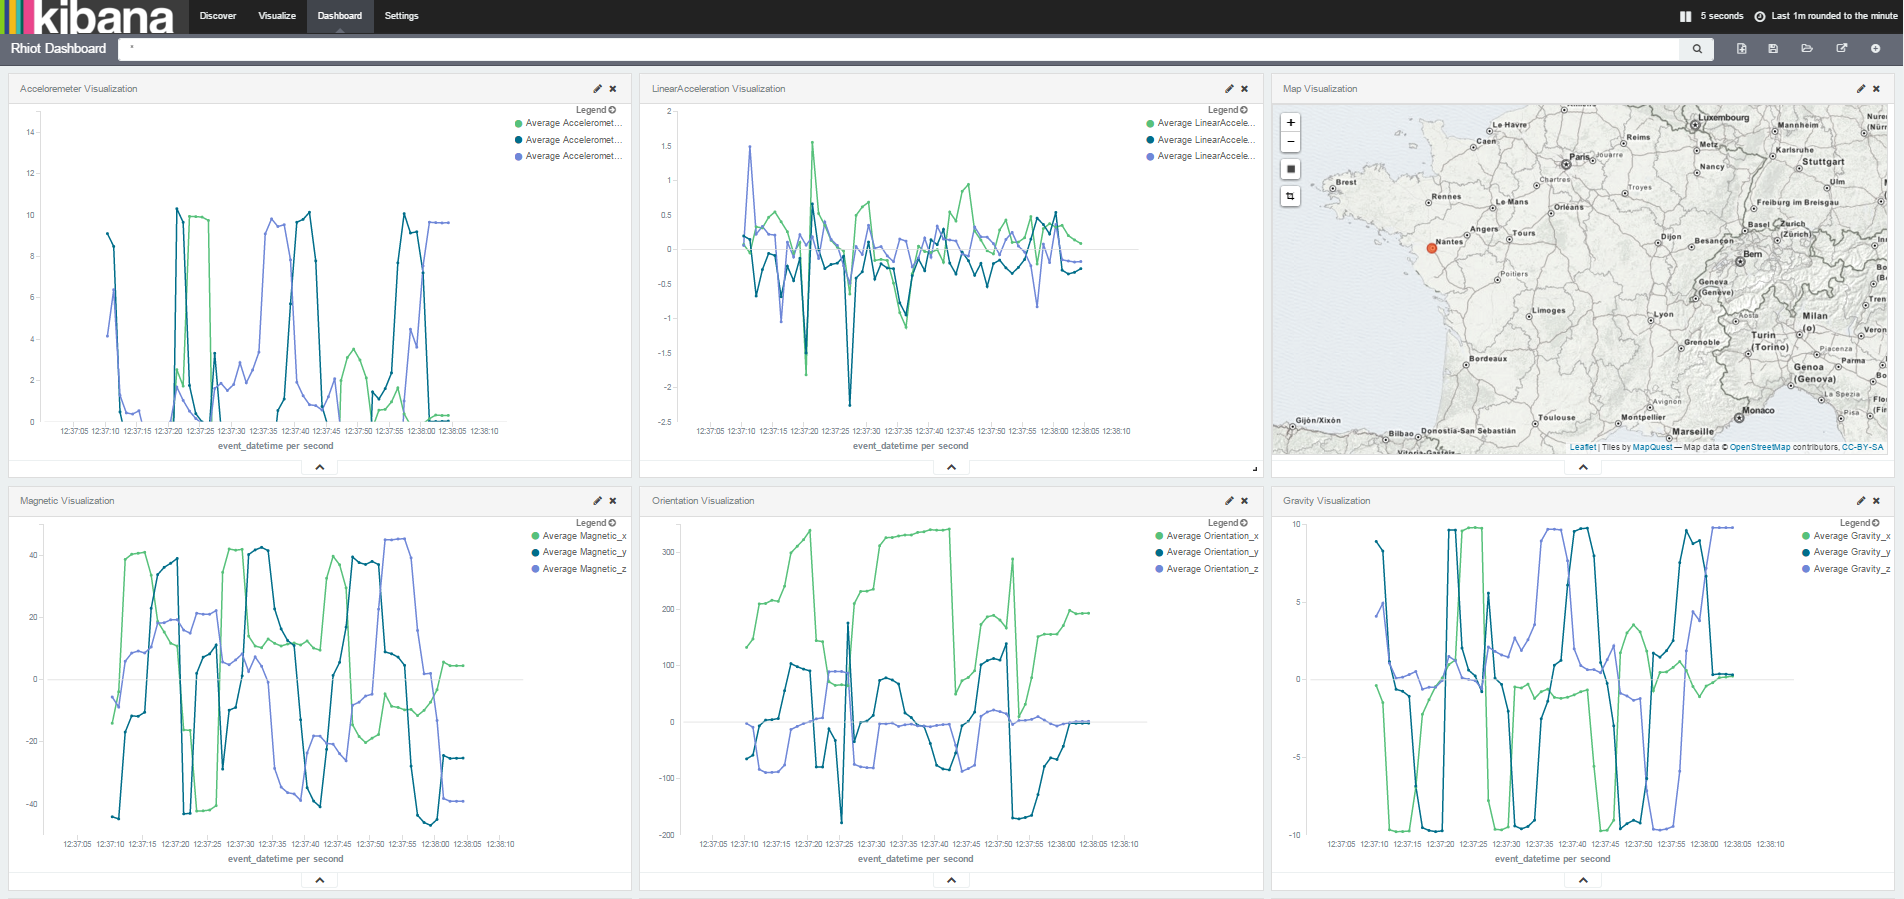 kibana Discover Visualize Dashboard Settings 5 seconds Last 1m rounded to the minute
Rhiot Dashboard *
Acceloremeter Visualization
Legend
Average Acceleromet...
Average Acceleromet...
Average Acceleromet...
14
12
10
8
6
4
2
0
12:37:05 12:37:10 12:37:15 12:37:20 12:37:25 12:37:30 12:37:35 12:37:40 12:37:45 12:37:50 12:37:55 12:38:00 12:38:05 12:38:10
event_datetime per second
LinearAcceleration Visualization
Legend
Average LinearAccele...
Average LinearAccele...
Average LinearAccele...
2
1.5
1
0.5
0
-0.5
-1
-1.5
-2
-2.5
12:37:05 12:37:10 12:37:15 12:37:20 12:37:25 12:37:30 12:37:35 12:37:40 12:37:45 12:37:50 12:37:55 12:38:00 12:38:05 12:38:10
event_datetime per second
Map Visualization
+
−
Le Havre
Luxembourg
Mannheim
Caen
Reims
Metz
Karlsruhe
Paris
Jouarre
Nancy
Stuttgart
Brest
Chartres
Troyes
Ulm
Rennes
Le Mans
Orléans
Freiburg im Breisgau
Nantes
Angers
Tours
Dijon
Besançon
Basel
Zurich
(Zürich)
Bern
Poitiers
Geneva
(Genève)
Limoges
Lyon
Aosta
Milan
(o)
Turin
(Torino)
Grenoble
Piacenza
Bordeaux
Parma
Genoa
(Genova)
La Spezia
Avignon
Monaco
Pisa
Gijón/Xixón
Toulouse
Montpellier
Bilbao
Donostia-San Sebastián
Marseille
Vitoria-Gasteiz
Leaflet | Tiles by MapQuest — Map data © OpenStreetMap contributors, CC-BY-SA
Magnetic Visualization
Legend
Average Magnetic_x
Average Magnetic_y
Average Magnetic_z
40
20
0
-20
-40
12:37:05 12:37:10 12:37:15 12:37:20 12:37:25 12:37:30 12:37:35 12:37:40 12:37:45 12:37:50 12:37:55 12:38:00 12:38:05 12:38:10
event_datetime per second
Orientation Visualization
Legend
Average Orientation_x
Average Orientation_y
Average Orientation_z
300
200
100
0
-100
-200
12:37:05 12:37:10 12:37:15 12:37:20 12:37:25 12:37:30 12:37:35 12:37:40 12:37:45 12:37:50 12:37:55 12:38:00 12:38:05 12:38:10
event_datetime per second
Gravity Visualization
Legend
Average Gravity_x
Average Gravity_y
Average Gravity_z
10
5
0
-5
-10
12:37:05 12:37:10 12:37:15 12:37:20 12:37:25 12:37:30 12:37:35 12:37:40 12:37:45 12:37:50 12:37:55 12:38:00 12:38:05 12:38:10
event_datetime per second